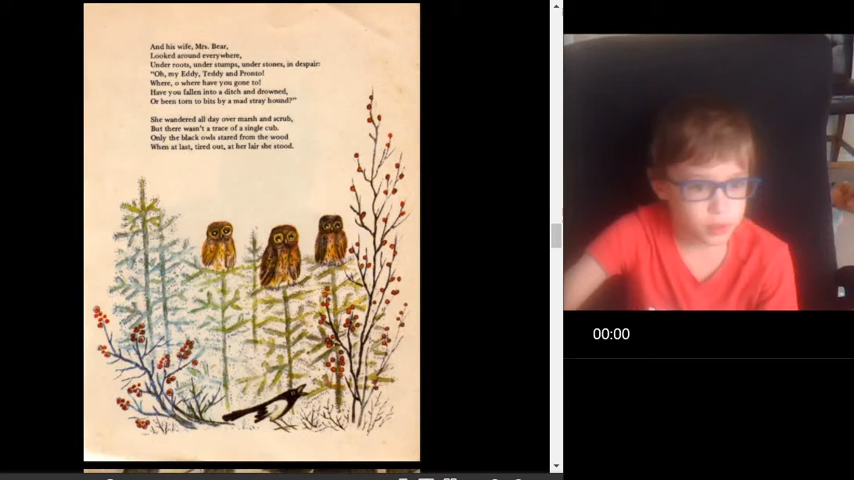 And his wife, Mrs. Bear,
Looked around everywhere,
Under roots, under stumps, under stones, in despair:
"Oh, my Eddy, Teddy and Pronto!
Where, o where have you gone to!
Have you fallen into a ditch and drowned,
Or been torn to bits by a mad stray hound?"
She wandered all day over marsh and scrub,
But there wasn't a trace of a single cub.
Only the black owls stared from the wood
When at last, tired out, at her lair she stood.
00:00